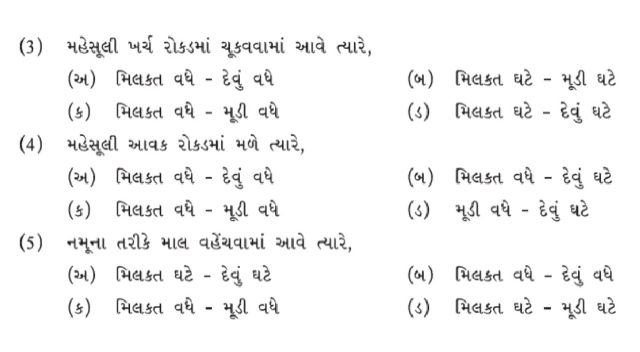 (3) મહેસૂલી ખર્ચ રોકડમાં ચૂકવવામાં આવે ત્યારે,
(અ) મિલકત વધે - દેવું વધે (બ) મિલકત ઘટે - મૂડી ઘટે
(ક) મિલકત વધે - મૂડી વધે (ડ) મિલકત ઘટે - દેવું ઘટે
(4) મહેસૂલી આવક રોકડમાં મળે ત્યારે,
(અ) મિલકત વધે - દેવું વધે (બ) મિલકત વધે - દેવું ઘટે
(ક) મિલકત વધે - મૂડી વધે (ડ) મૂડી વધે - દેવું ઘટે
(5) નમૂના તરીકે માલ વહેંચવામાં આવે ત્યારે,
(અ) મિલકત ઘટે - દેવું ઘટે (બ) મિલકત વધે - દેવું વધે
(ક) મિલકત વધે - મૂડી વધે (ડ) મિલકત ઘટે - મૂડી ઘટે